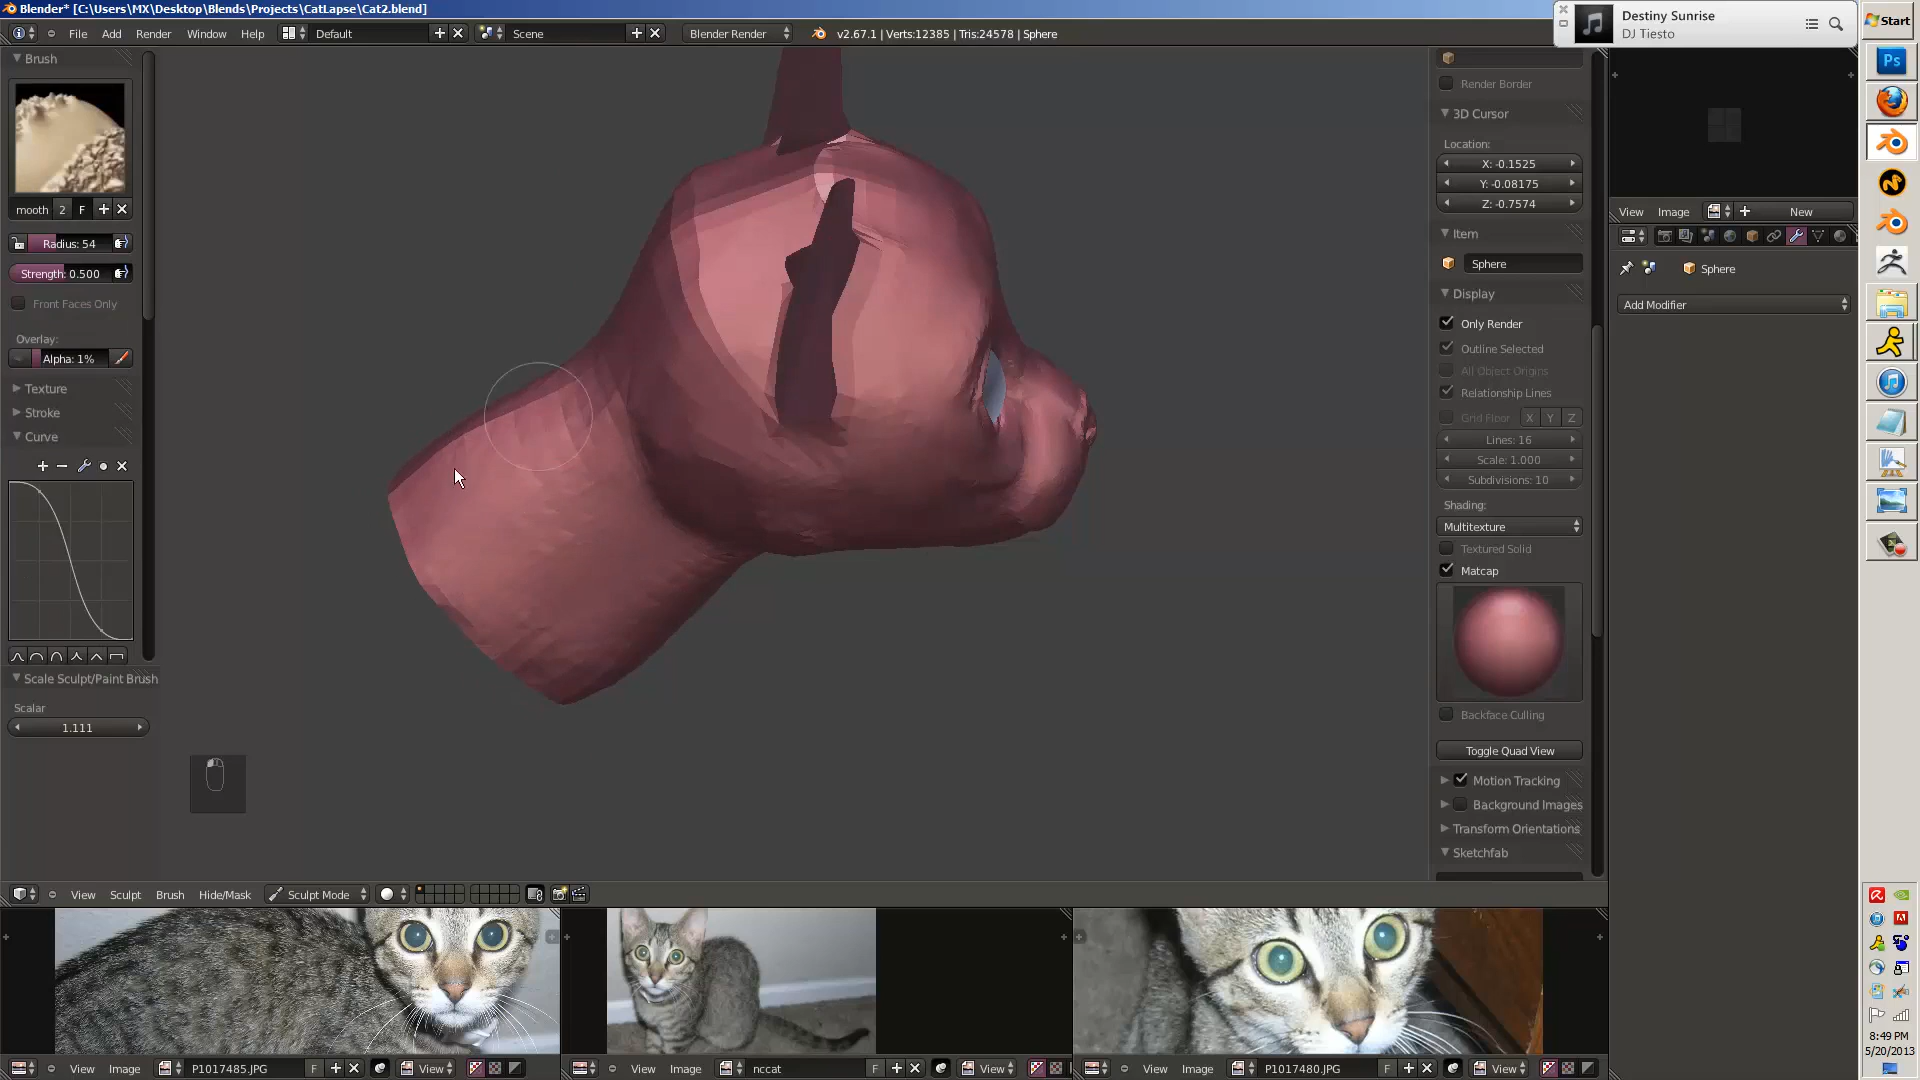 Blender* [C:\Users\MX\Desktop\Blends\Projects\CatLapse\Cat2.blend]
File Add Render Window Help Default Scene Blender Render v2.67.1 | Verts:12385 | Tris:24578 | Sphere
Destiny Sunrise
DJ Tiesto
Start
Brush
mooth 2 F
Radius: 54
Strength: 0.500
Front Faces Only
Overlay:
Alpha: 1%
Texture
Stroke
Curve
Scale Sculpt/Paint Brush
Scalar
1.111
Render Border
3D Cursor
Location:
X: -0.1525
Y: -0.08175
Z: -0.7574
Item
Sphere
Display
Only Render
Outline Selected
All Object Origins
Relationship Lines
Grid Floor X Y Z
Lines: 16
Scale: 1.000
Subdivisions: 10
Shading:
Multitexture
Textured Solid
Matcap
Backface Culling
Toggle Quad View
Motion Tracking
Background Images
Transform Orientations
Sketchfab
View Image New
Sphere
Add Modifier
Ps
View Sculpt Brush Hide/Mask Sculpt Mode
View Image P1017485.JPG F View
View Image nccat F View
View Image P1017480.JPG F View
8:49 PM
5/20/2013